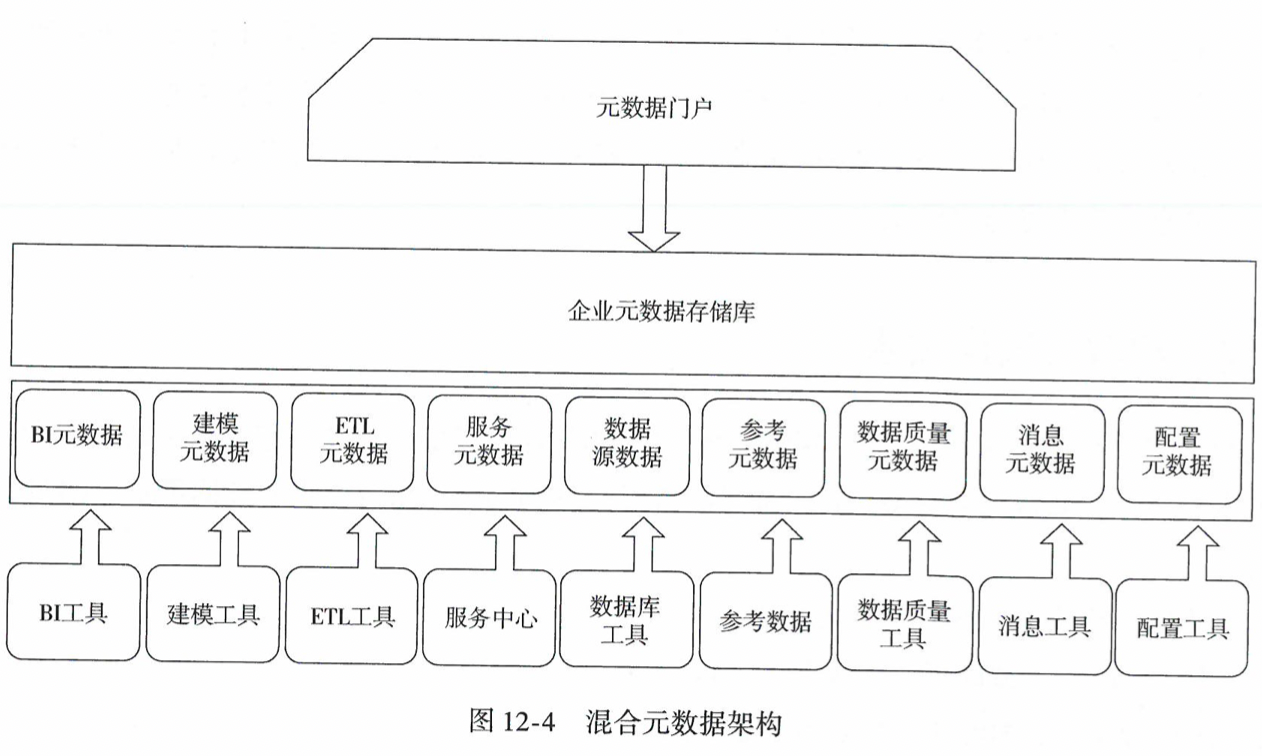 元数据门户
企业元数据存储库
BI元数据
建模
元数据
ETL
元数据
服务
元数据
数据
源数据
参考
元数据
数据质量
元数据
消息
元数据
配置
元数据
BI工具
建模工具
ETL工具
服务中心
数据库
工具
参考数据
数据质量
工具
消息工具
配置工具
图 12-4 混合元数据架构